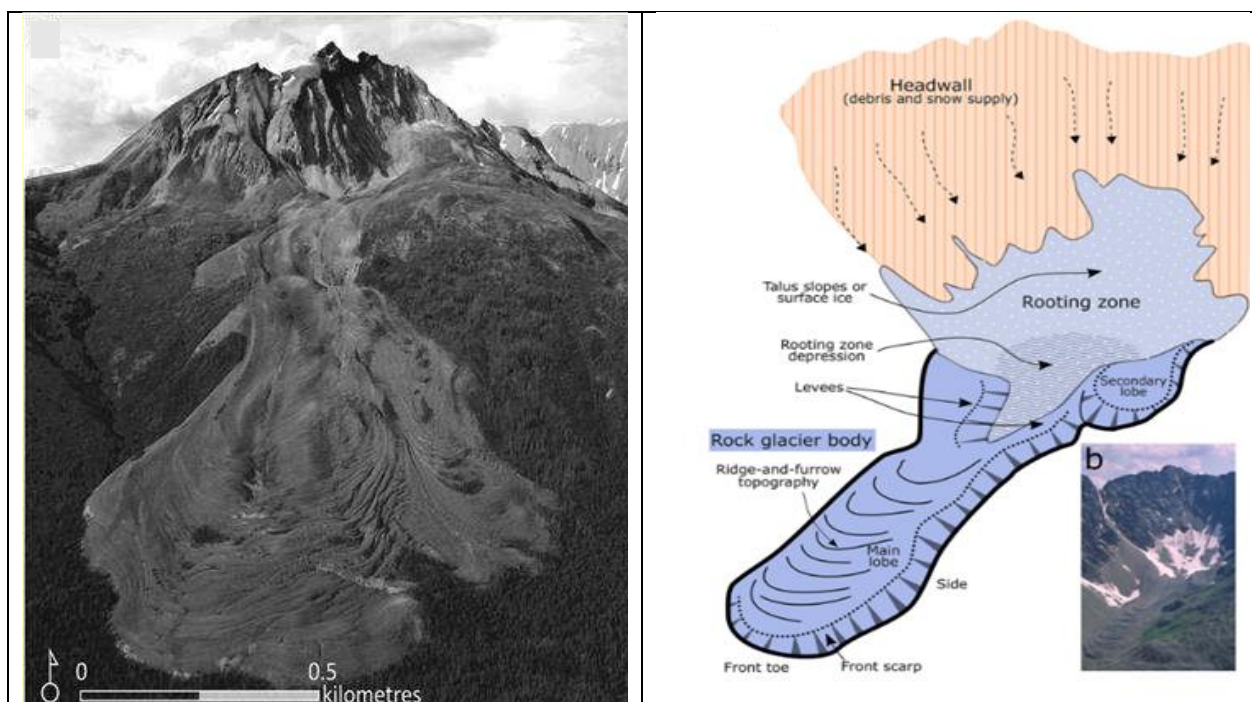 0
0.5
kilometres
Headwall
(debris and snow supply)
Talus slopes or
surface ice
Rooting zone
Rooting zone
depression
Levees
Secondary
lobe
Rock glacier body
Ridge-and-furrow
topography
Main
lobe
Side
Front toe
Front scarp
b